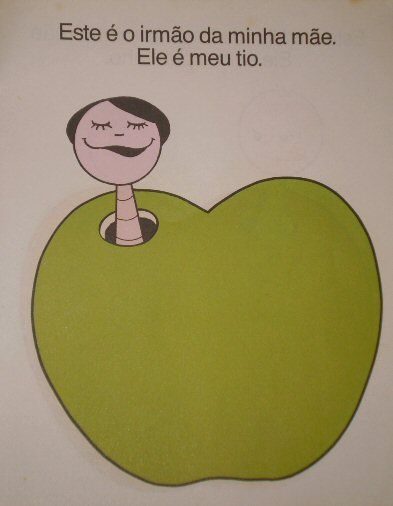 Este é o irmão da minha mãe.
Ele é meu tio.